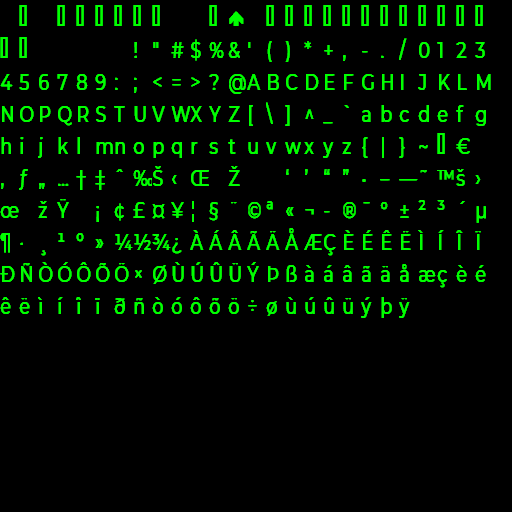 ▯ ▯▯▯▯▯▯ ▯♠ ▯▯▯▯▯▯▯▯▯▯▯▯
▯▯ ! " # $ % & ' ( ) * + , - . / 0 1 2 3
4 5 6 7 8 9 : ; < = > ? @ A B C D E F G H I J K L M
N O P Q R S T U V W X Y Z [ \ ] ^ _ ` a b c d e f g
h i j k l m n o p q r s t u v w x y z { | } ~ ▯ €
‚ ƒ „ … † ‡ ˆ ‰ Š ‹ Œ Ž ‘ ’ “ ” · – — ˜ ™ š ›
œ ž Ÿ ¡ ¢ £ ¤ ¥ ¦ § ¨ © ª « ¬ - ® ¯ ° ± ² ³ ´ µ
¶ · ¸ ¹ º » ¼ ½ ¾ ¿ À Á Â Ã Ä Å Æ Ç È É Ê Ë Ì Í Î Ï
Ð Ñ Ò Ó Ô Õ Ö × Ø Ù Ú Û Ü Ý Þ ß à á â ã ä å æ ç è é
ê ë ì í î ï ð ñ ò ó ô õ ö ÷ ø ù ú û ü ý þ ÿ